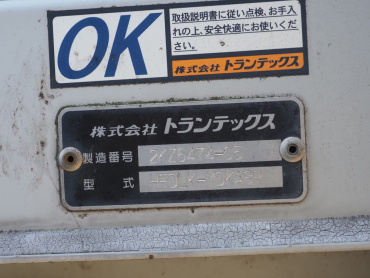 OK
取扱説明書に従い点検、お手入
れの上、安全快適にお使いくだ
さい。
株式会社 トランテックス
株式会社 トランテックス
製造番号
型 式